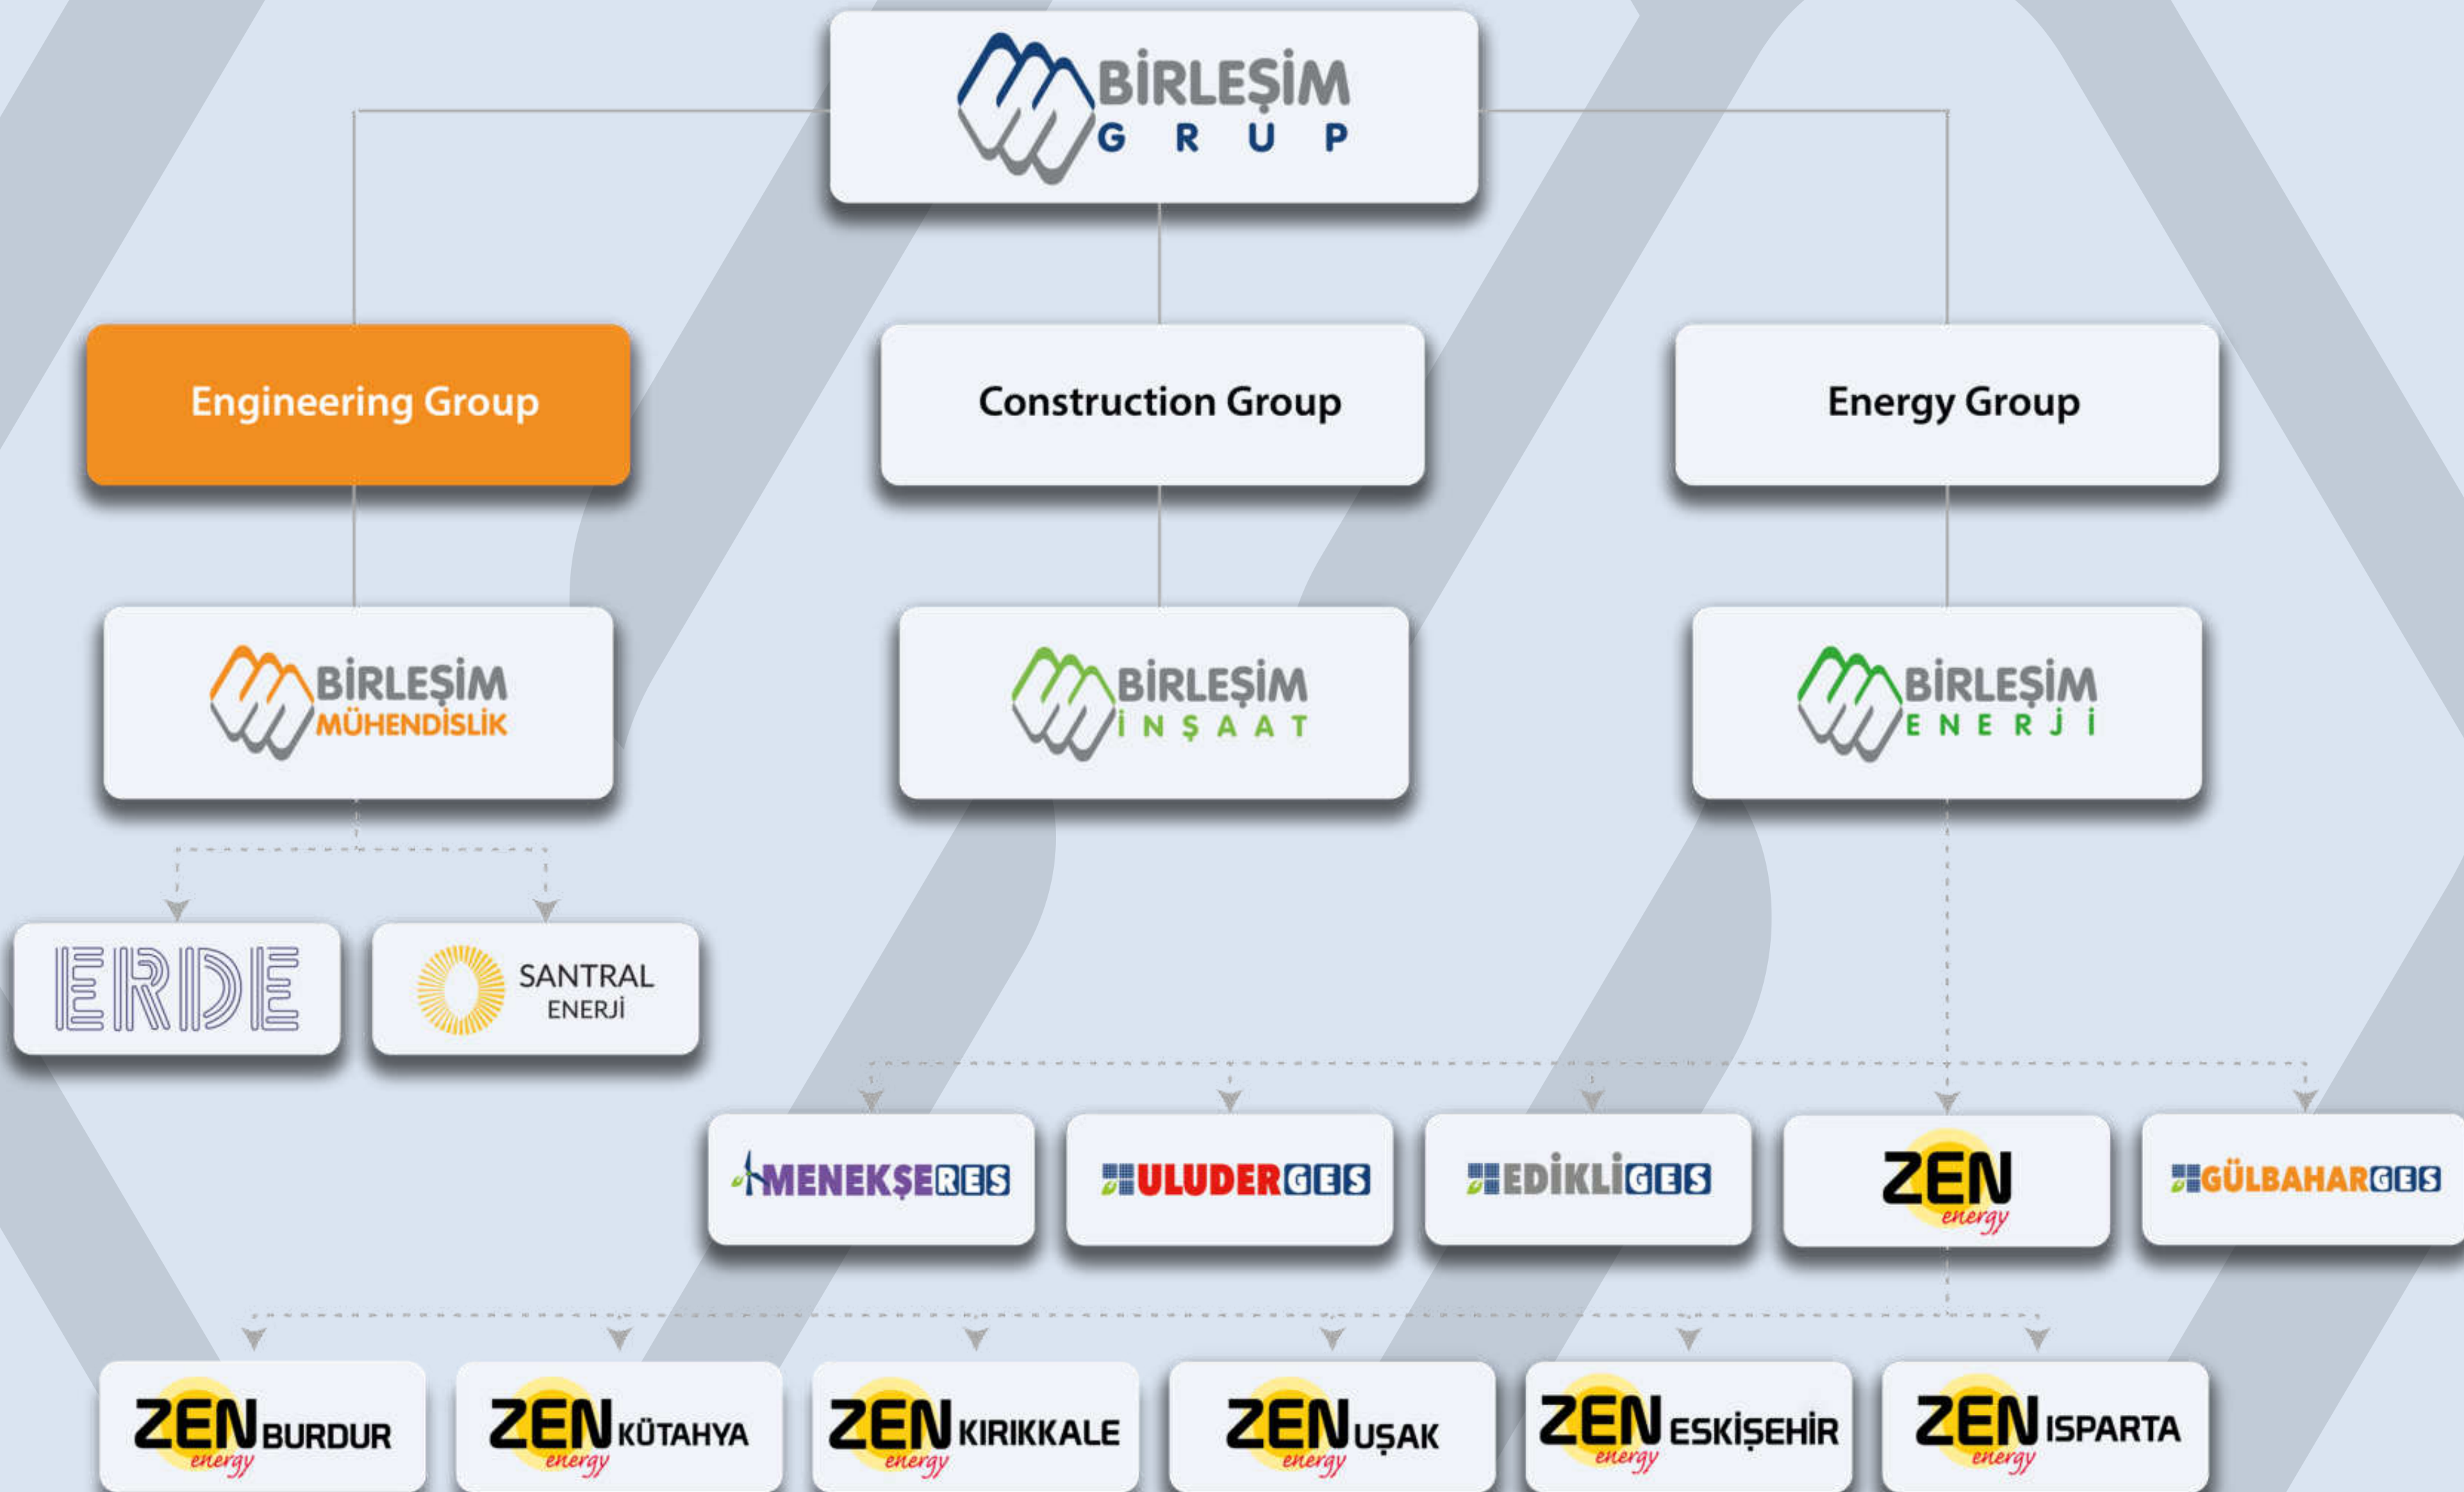 BİRLEŞİM
GRUP
Engineering Group
Construction Group
Energy Group
BİRLEŞİM
MÜHENDİSLİK
BİRLEŞİM
İNŞAAT
BİRLEŞİM
ENERJİ
ERDE
SANTRAL
ENERJİ
MENEKŞERES
ULUDERGES
EDİKLİGES
ZEN
energy
GÜLBAHARGES
ZEN BURDUR
energy
ZEN KÜTAHYA
energy
ZEN KIRIKKALE
energy
ZEN UŞAK
energy
ZEN ESKİŞEHİR
energy
ZEN ISPARTA
energy